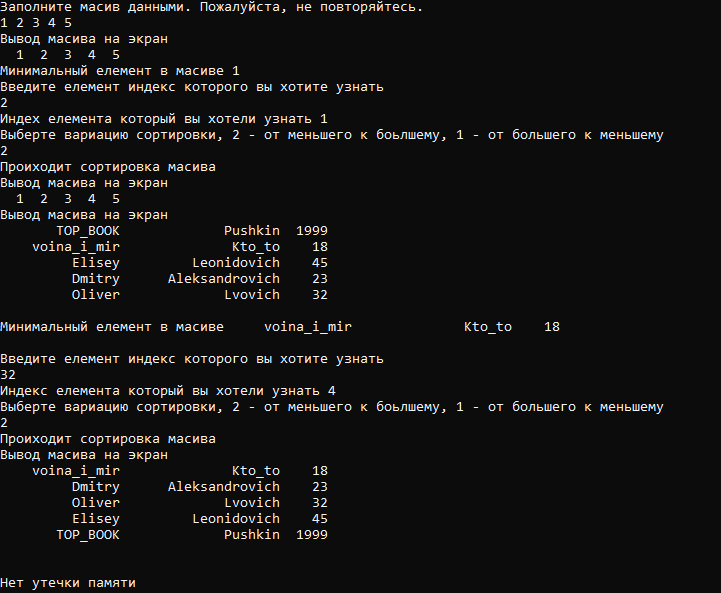 Заполните масив данными. Пожалуйста, не повторяйтесь.
1 2 3 4 5
Вывод масива на экран
  1  2  3  4  5
Минимальный елемент в масиве 1
Введите елемент индекс которого вы хотите узнать
2
Индех елемента который вы хотели узнать 1
Выберте вариацию сортировки, 2 - от меньшего к боьлшему, 1 - от большего к меньшему
2
Проиходит сортировка масива
Вывод масива на экран
  1  2  3  4  5
Вывод масива на экран
       TOP_BOOK             Pushkin  1999
    voina_i_mir              Kto_to    18
         Elisey         Leonidovich    45
         Dmitry      Aleksandrovich    23
         Oliver             Lvovich    32
Минимальный елемент в масиве     voina_i_mir              Kto_to    18
Введите елемент индекс которого вы хотите узнать
32
Индекс елемента который вы хотели узнать 4
Выберте вариацию сортировки, 2 - от меньшего к боьлшему, 1 - от большего к меньшему
2
Проиходит сортировка масива
Вывод масива на экран
    voina_i_mir              Kto_to    18
         Dmitry      Aleksandrovich    23
         Oliver             Lvovich    32
         Elisey         Leonidovich    45
       TOP_BOOK             Pushkin  1999
Нет утечки памяти